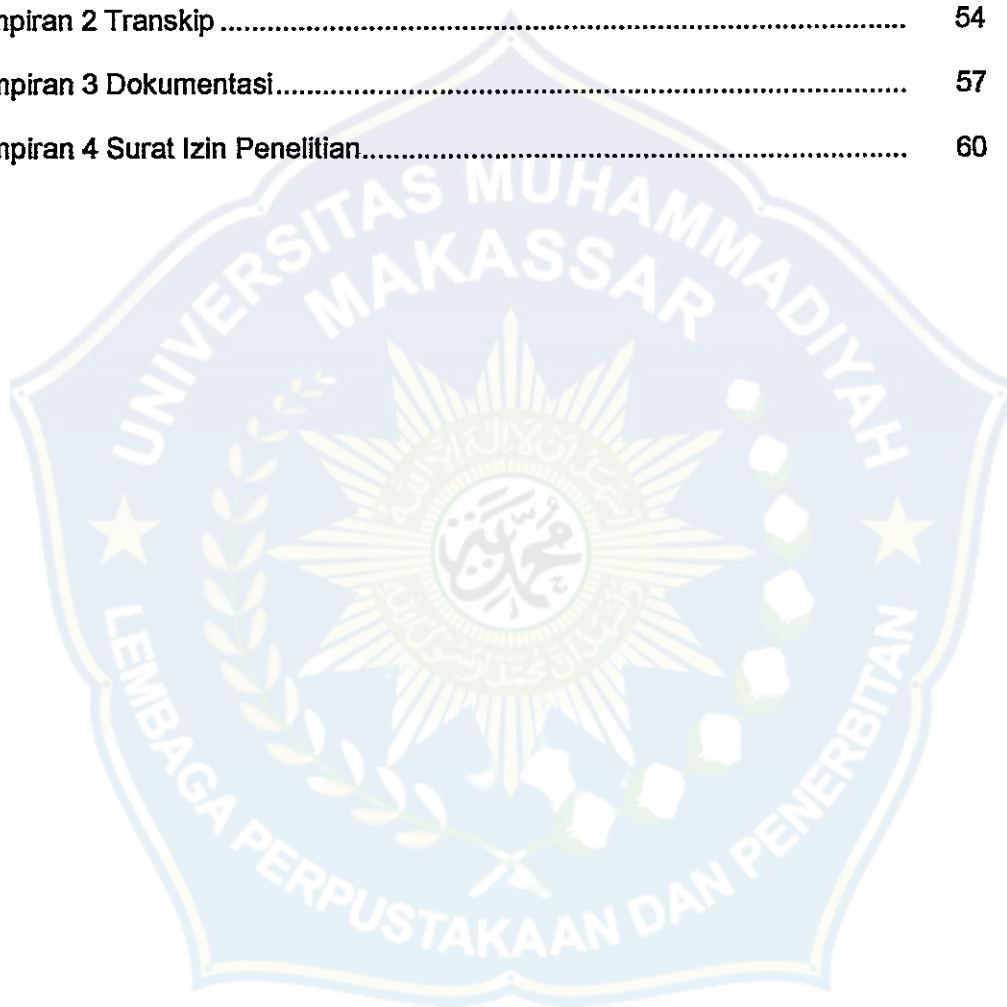 mpiran 2 Transkip ........................................................................................ 54
mpiran 3 Dokumentasi................................................................................. 57
mpiran 4 Surat Izin Penelitian...................................................................... 60
UNIVERSITAS MUHAMMADIYAH
MAKASSAR
LEMBAGA PERPUSTAKAAN DAN PENERBITAN